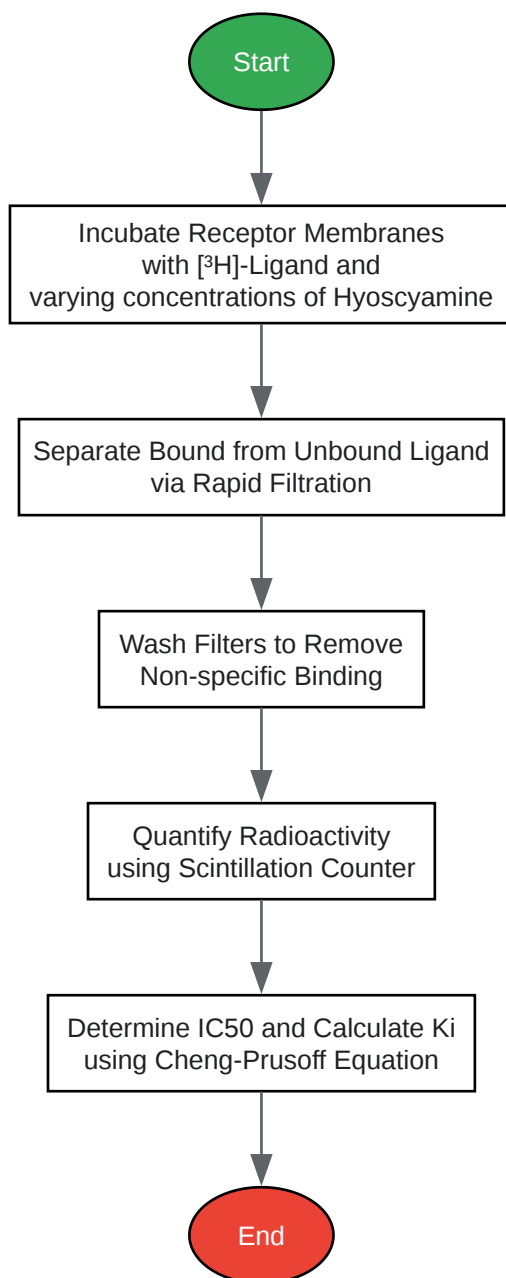 Start
Incubate Receptor Membranes
with [³H]-Ligand and
varying concentrations of Hyoscyamine
Separate Bound from Unbound Ligand
via Rapid Filtration
Wash Filters to Remove
Non-specific Binding
Quantify Radioactivity
using Scintillation Counter
Determine IC50 and Calculate Ki
using Cheng-Prusoff Equation
End